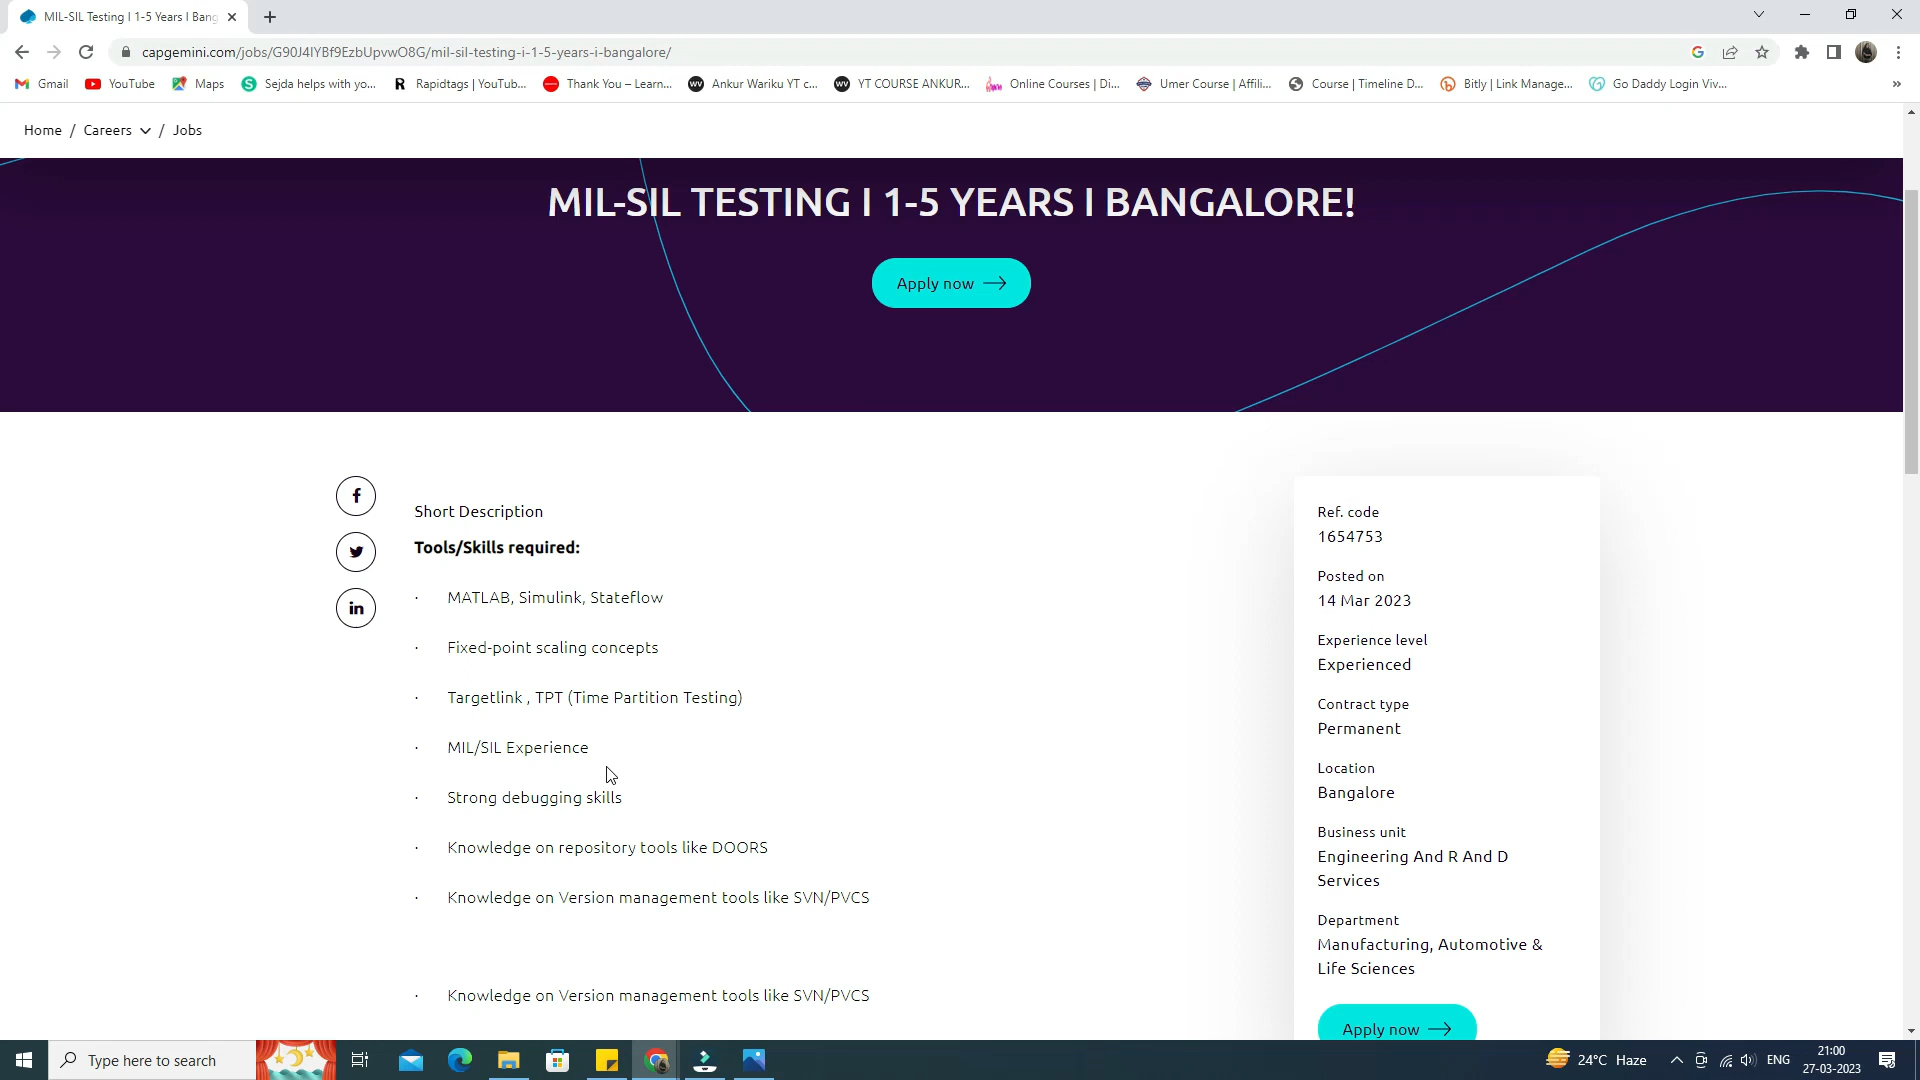 MIL-SIL Testing I 1-5 Years I Bang
capgemini.com/jobs/G90J4IYBf9EzbUpvwO8G/mil-sil-testing-i-1-5-years-i-bangalore/
Gmail YouTube Maps Sejda helps with yo... Rapidtags | YouTub... Thank You – Learn... Ankur Wariku YT c... YT COURSE ANKUR... Online Courses | Di... Umer Course | Affili... Course | Timeline D... Bitly | Link Manage... Go Daddy Login Viv... »
Home / Careers / Jobs
MIL-SIL TESTING I 1-5 YEARS I BANGALORE!
Apply now
Short Description
Tools/Skills required:
· MATLAB, Simulink, Stateflow
· Fixed-point scaling concepts
· Targetlink , TPT (Time Partition Testing)
· MIL/SIL Experience
· Strong debugging skills
· Knowledge on repository tools like DOORS
· Knowledge on Version management tools like SVN/PVCS
· Knowledge on Version management tools like SVN/PVCS
Ref. code
1654753
Posted on
14 Mar 2023
Experience level
Experienced
Contract type
Permanent
Location
Bangalore
Business unit
Engineering And R And D
Services
Department
Manufacturing, Automotive &
Life Sciences
Apply now
Type here to search
24°C Haze
ENG
21:00
27-03-2023